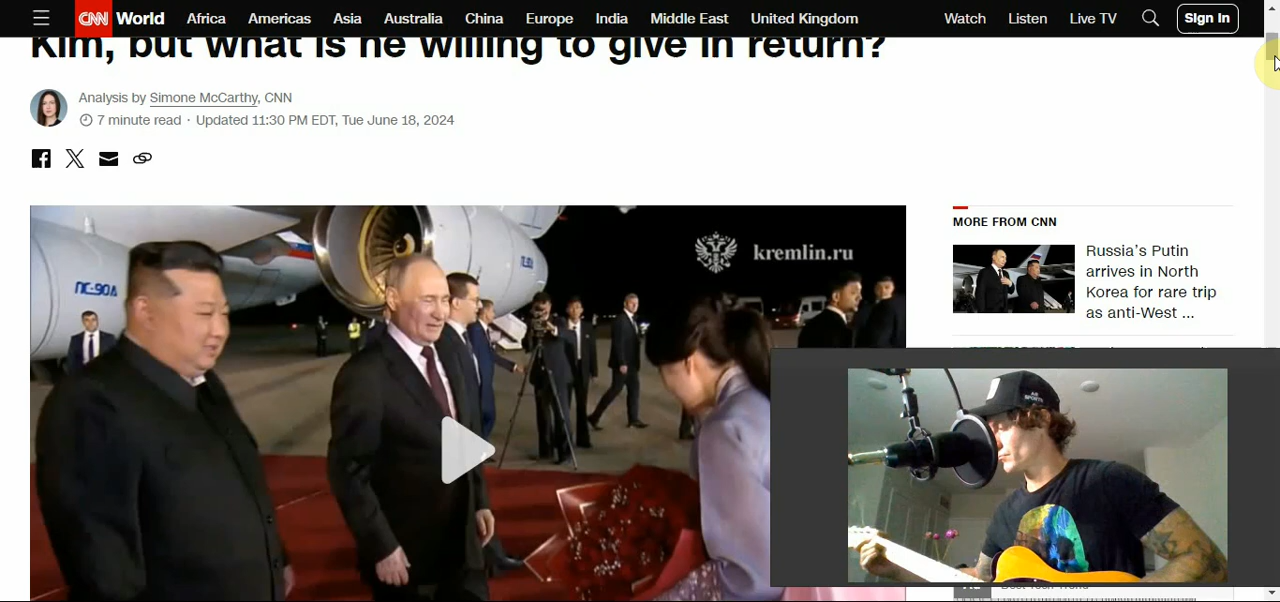 CNN World Africa Americas Asia Australia China Europe India Middle East United Kingdom Watch Listen Live TV Sign in
Kim, but what is he willing to give in return?
Analysis by Simone McCarthy, CNN
7 minute read · Updated 11:30 PM EDT, Tue June 18, 2024
kremlin.ru
ПС-90А
MORE FROM CNN
Russia's Putin
arrives in North
Korea for rare trip
as anti-West ...